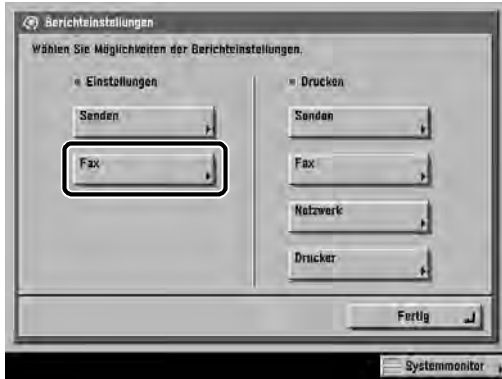 Berichteinstellungen
Wählen Sie Möglichkeiten der Berichteinstellungen.
Einstellungen
Drucken
Senden
Senden
Fax
Fax
Netzwerk
Drucker
Fertig
Systemmonitor